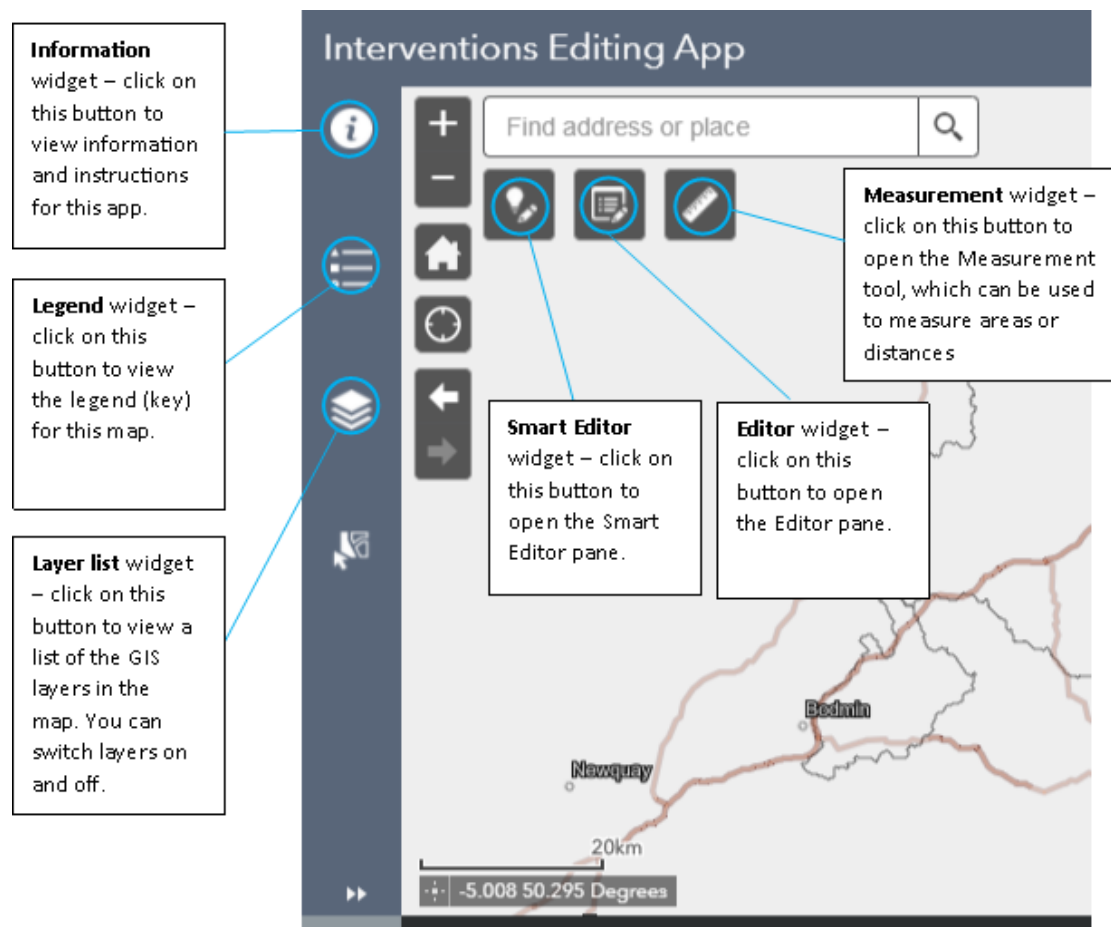 Interventions Editing App
Information
widget – click on
this button to
view information
and instructions
for this app.
Find address or place
Measurement widget –
click on this button to
open the Measurement
tool, which can be used
to measure areas or
distances
Legend widget –
click on this
button to view
the legend (key)
for this map.
Smart Editor
widget – click on
this button to
open the Smart
Editor pane.
Editor widget –
click on this
button to open
the Editor pane.
Layer list widget
– click on this
button to view a
list of the GIS
layers in the
map. You can
switch layers on
and off.
Bodmin
Newquay
20km
-5.008 50.295 Degrees